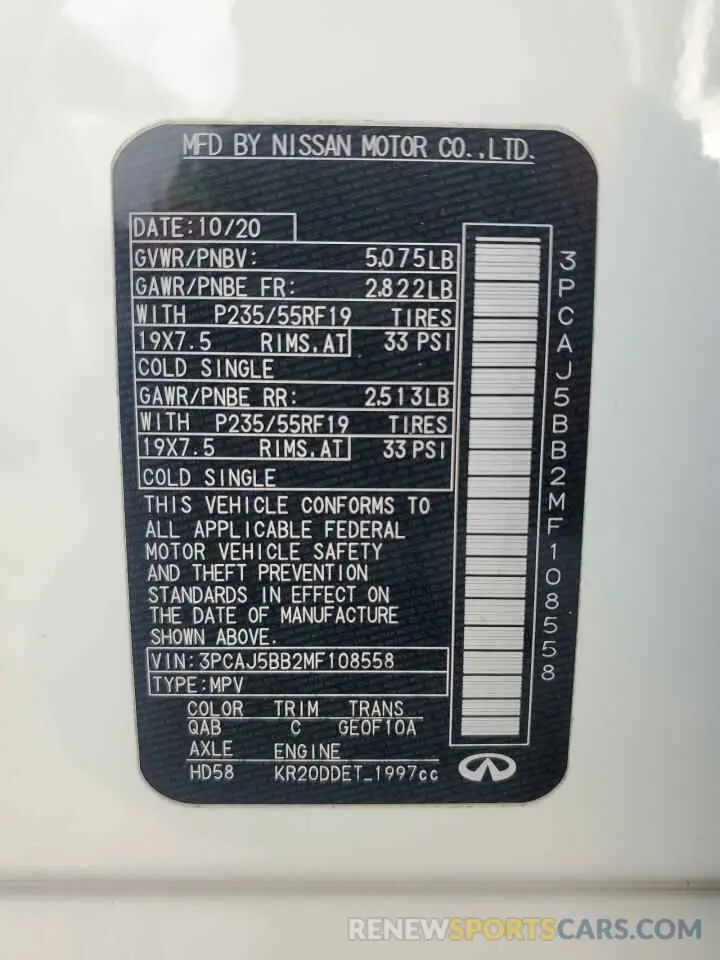 MFD BY NISSAN MOTOR CO.,LTD.
DATE:10/20
GVWR/PNBV: 5,075LB
GAWR/PNBE FR: 2,822LB
WITH P235/55RF19 TIRES
19X7.5 RIMS,AT 33 PSI
COLD SINGLE
GAWR/PNBE RR: 2,513LB
WITH P235/55RF19 TIRES
19X7.5 RIMS,AT 33 PSI
COLD SINGLE
THIS VEHICLE CONFORMS TO
ALL APPLICABLE FEDERAL
MOTOR VEHICLE SAFETY
AND THEFT PREVENTION
STANDARDS IN EFFECT ON
THE DATE OF MANUFACTURE
SHOWN ABOVE.
VIN:3PCAJ5BB2MF108558
TYPE:MPV
COLOR TRIM TRANS
QAB C GE0F10A
AXLE ENGINE
HD58 KR20DDET_1997cc
3PCAJ5BB2MF108558
RENEWSPORTSCARS.COM